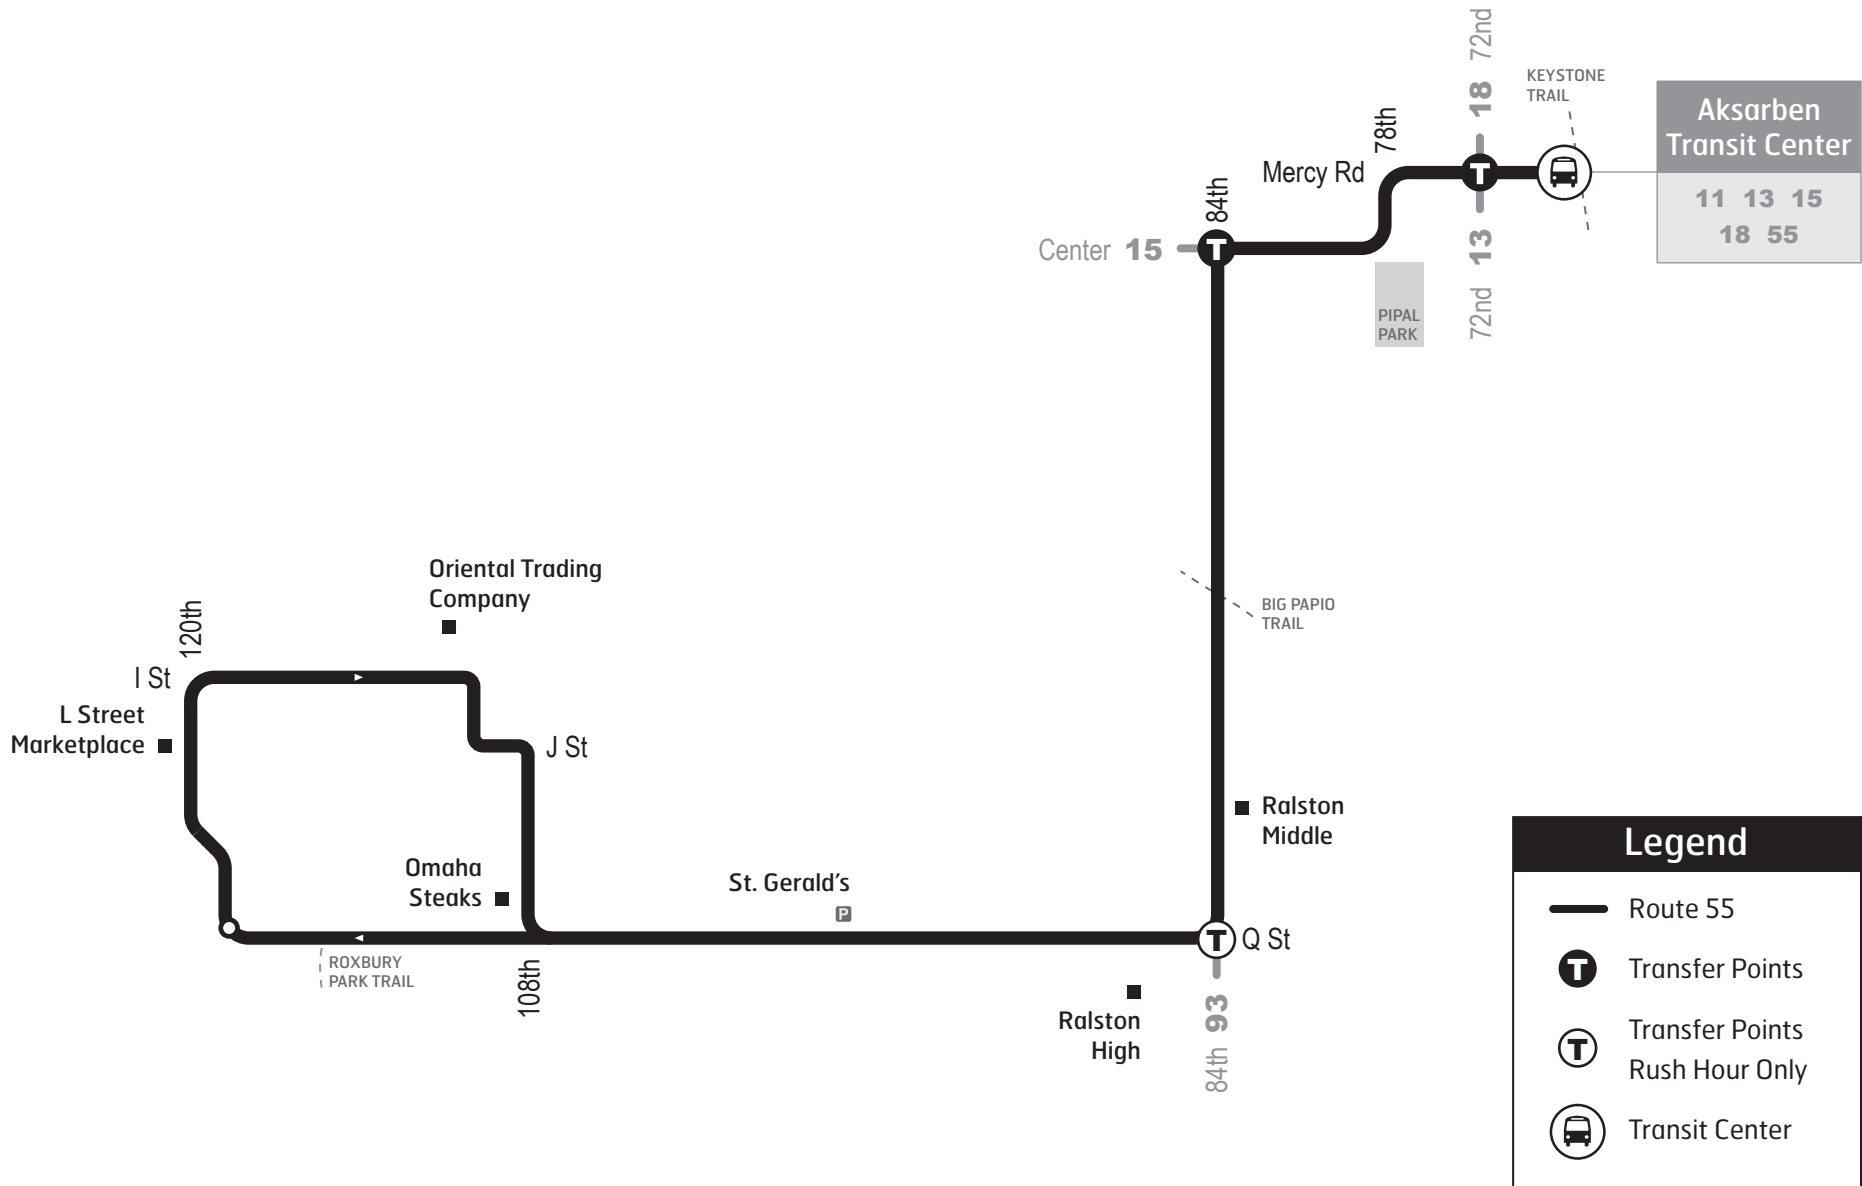 18 72nd
KEYSTONE
TRAIL
Aksarben
Transit Center
11 13 15
18 55
78th
Mercy Rd
T
84th
Center 15
T
72nd 13
PIPAL
PARK
Oriental Trading
Company
BIG PAPIO
TRAIL
120th
I St
L Street
Marketplace
J St
Ralston
Middle
Omaha
Steaks
St. Gerald's
P
T
Q St
ROXBURY
PARK TRAIL
108th
Ralston
High
84th 93
Legend
Route 55
T Transfer Points
T Transfer Points
Rush Hour Only
Transit Center